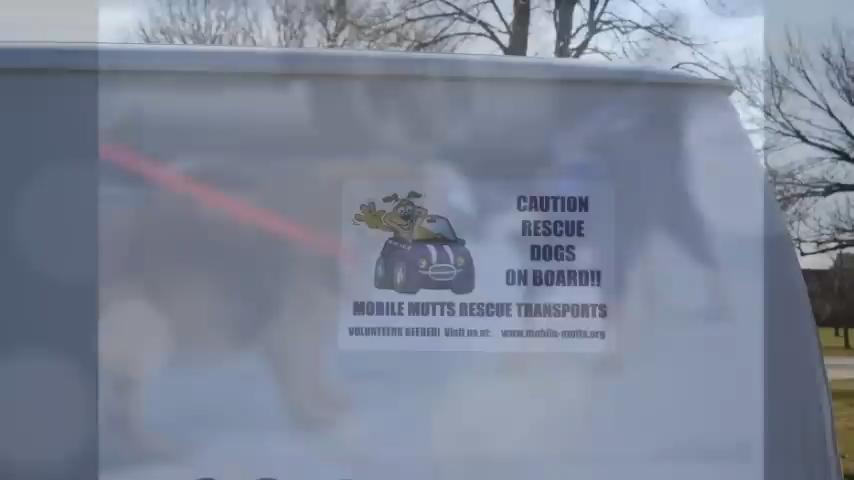 CAUTION
RESCUE
DOGS
ON BOARD!!
MOBILE MUTTS RESCUE TRANSPORTS
VOLUNTEERS NEEDED! Visit us at: www.mobile-mutts.org